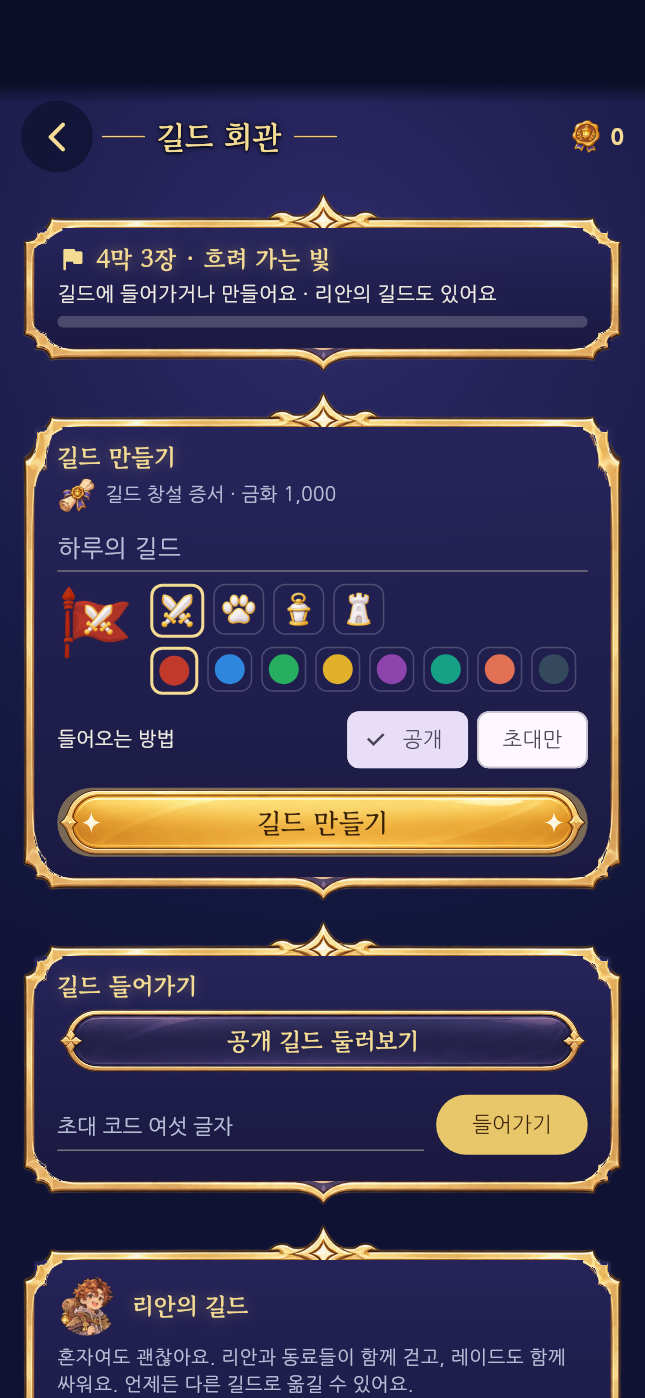 길드 회관
0
4막 3장 · 흐려 가는 빛
길드에 들어가거나 만들어요 · 리안의 길드도 있어요
길드 만들기
길드 창설 증서 · 금화 1,000
하루의 길드
들어오는 방법
공개
초대만
길드 만들기
길드 들어가기
공개 길드 둘러보기
초대 코드 여섯 글자
들어가기
리안의 길드
혼자여도 괜찮아요. 리안과 동료들이 함께 걷고, 레이드도 함께
싸워요. 언제든 다른 길드로 옮길 수 있어요.